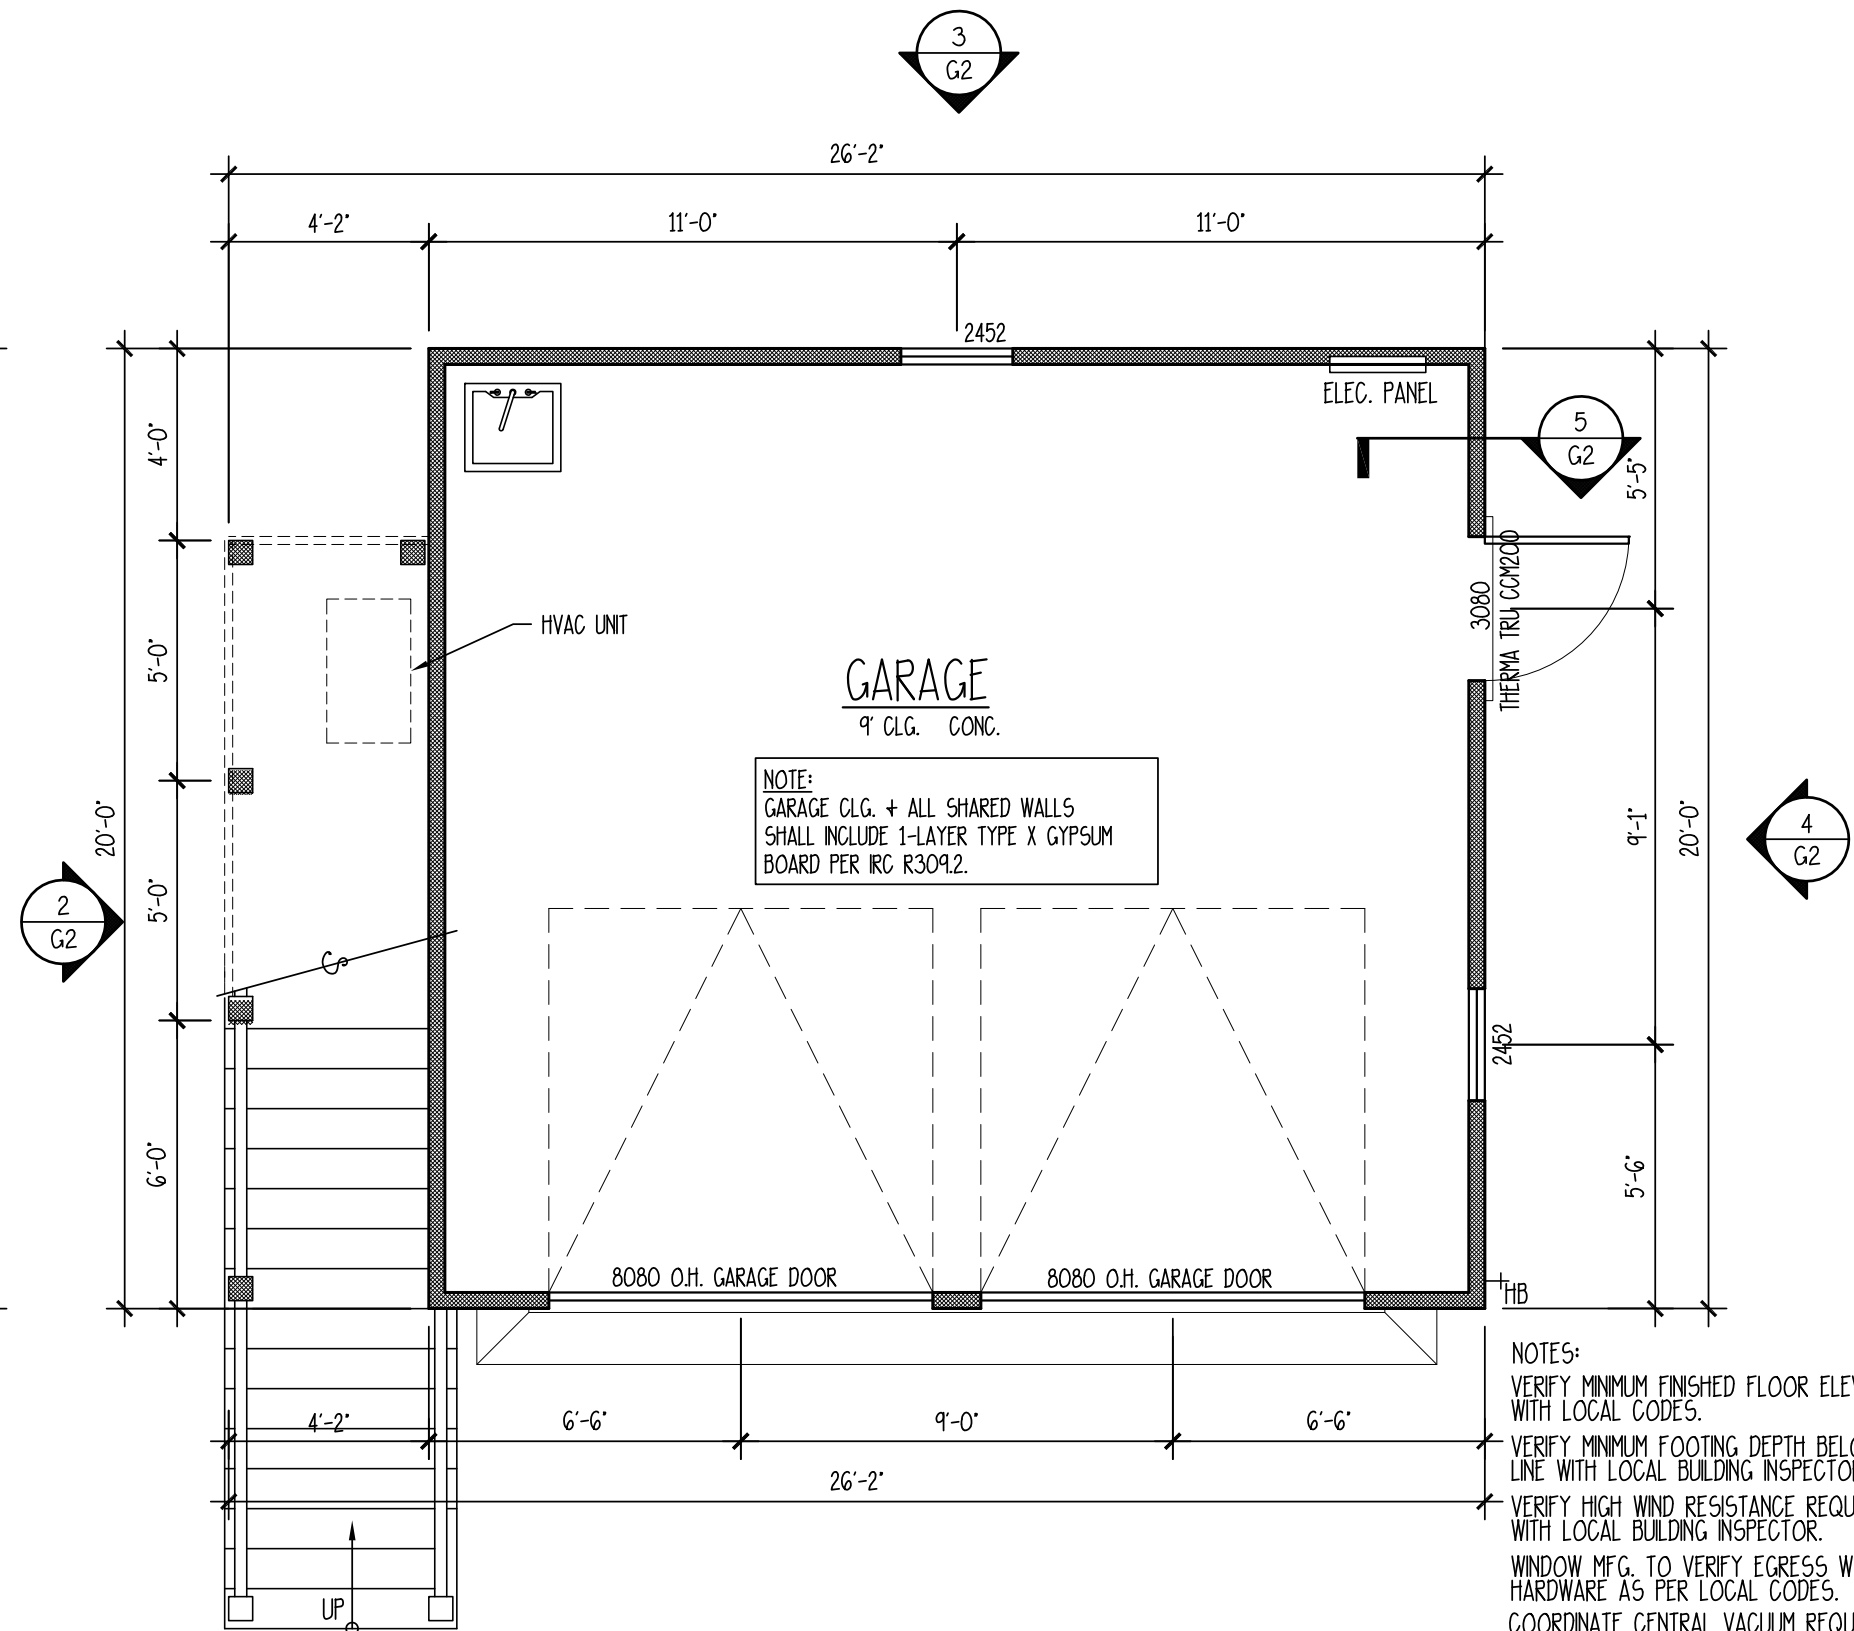 3
G2
26'-2"
4'-2"
11'-0"
11'-0"
2452
ELEC. PANEL
5
G2
5'-5"
4'-0"
3080
THERMA TRU CCM200
HVAC UNIT
5'-0"
GARAGE
9' CLG. CONC.
NOTE:
GARAGE CLG. + ALL SHARED WALLS
SHALL INCLUDE 1-LAYER TYPE X GYPSUM
BOARD PER IRC R309.2.
20'-0"
9'-1"
20'-0"
4
G2
2
G2
5'-0"
2452
6'-0"
5'-6"
8080 O.H. GARAGE DOOR
8080 O.H. GARAGE DOOR
HB
NOTES:
VERIFY MINIMUM FINISHED FLOOR
WITH LOCAL CODES.
VERIFY MINIMUM FOOTING DEPTH
LINE WITH LOCAL BUILDING
VERIFY HIGH WIND RESISTANCE
WITH LOCAL BUILDING INSPECTOR.
WINDOW MFG. TO VERIFY EGRESS
HARDWARE AS PER LOCAL CODES.
COORDINATE CENTRAL VACUUM
4'-2"
6'-6"
9'-0"
6'-6"
26'-2"
UP